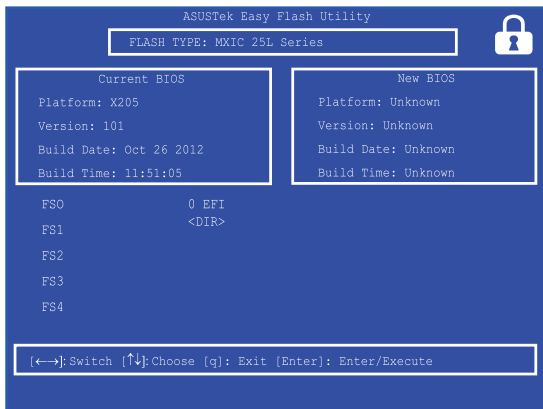 ASUSTek Easy Flash Utility
FLASH TYPE: MXIC 25L Series
Current BIOS
Platform: X205
Version: 101
Build Date: Oct 26 2012
Build Time: 11:51:05
New BIOS
Platform: Unknown
Version: Unknown
Build Date: Unknown
Build Time: Unknown
FSO 0 EFI
FS1 <DIR>
FS2
FS3
FS4
[←→]: Switch [↑↓]: Choose [q]: Exit [Enter]: Enter/Execute